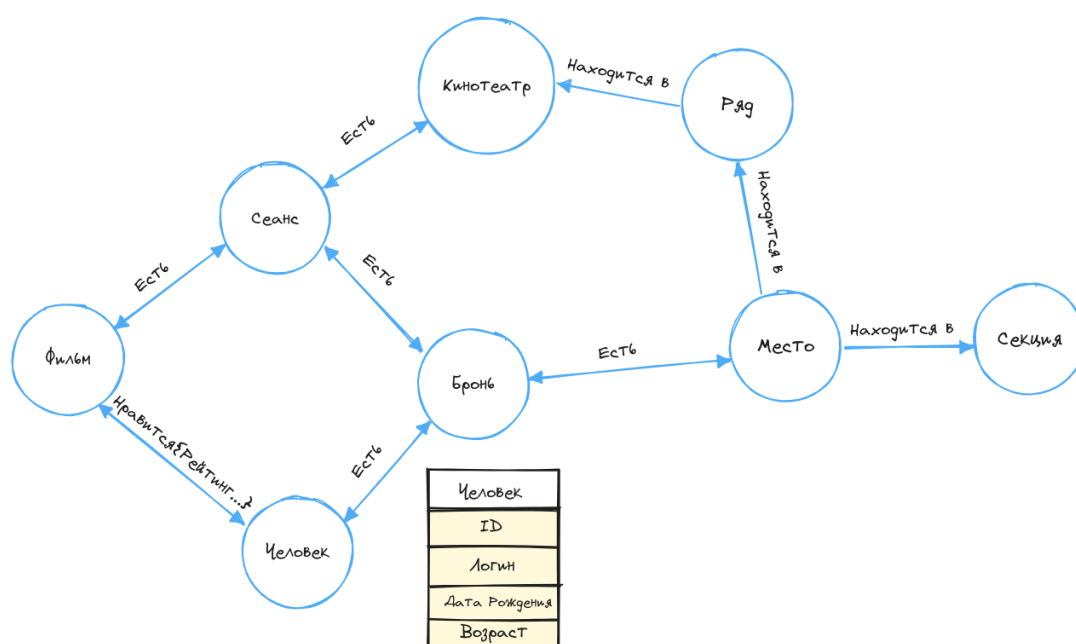 Кинотеатр
Находится в
Ряд
Есть
Находится в
Сеанс
Есть
Есть
Фильм
Место
Находится в
Секция
Есть
Бронь
Нравится{Рейтинг...}
Есть
Человек
Человек
ID
Логин
Дата Рождения
Возраст